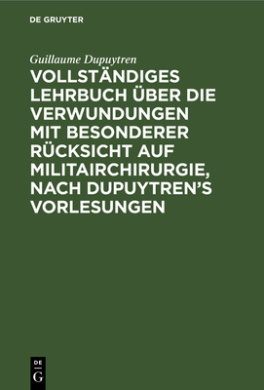 DE GRUYTER
Guillaume Dupuytren
VOLLSTÄNDIGES
LEHRBUCH ÜBER DIE
VERWUNDUNGEN
MIT BESONDERER
RÜCKSICHT AUF
MILITAIRCHIRURGIE,
NACH DUPUYTREN’S
VORLESUNGEN
DE
G